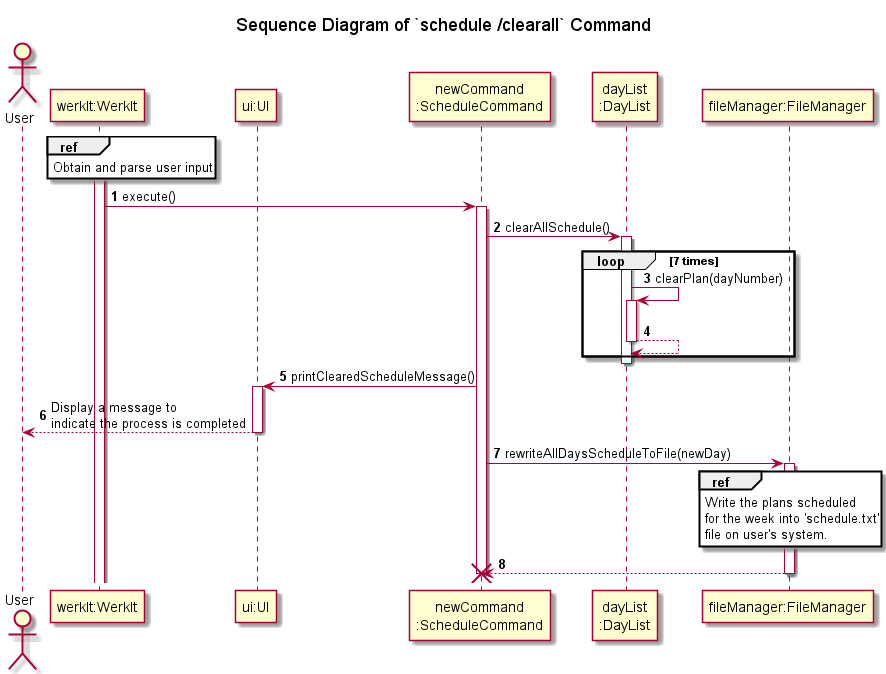 Sequence Diagram of `schedule /clearall` Command
User
werkIt:WerkIt
ui:UI
newCommand
:ScheduleCommand
dayList
:DayList
fileManager:FileManager
ref
Obtain and parse user input
1 execute()
2 clearAllSchedule()
loop [7 times]
3 clearPlan(dayNumber)
4
5 printClearedScheduleMessage()
6 Display a message to
indicate the process is completed
7 rewriteAllDaysScheduleToFile(newDay)
ref
Write the plans scheduled
for the week into 'schedule.txt'
file on user's system.
8
User
werkIt:WerkIt
ui:UI
newCommand
:ScheduleCommand
dayList
:DayList
fileManager:FileManager